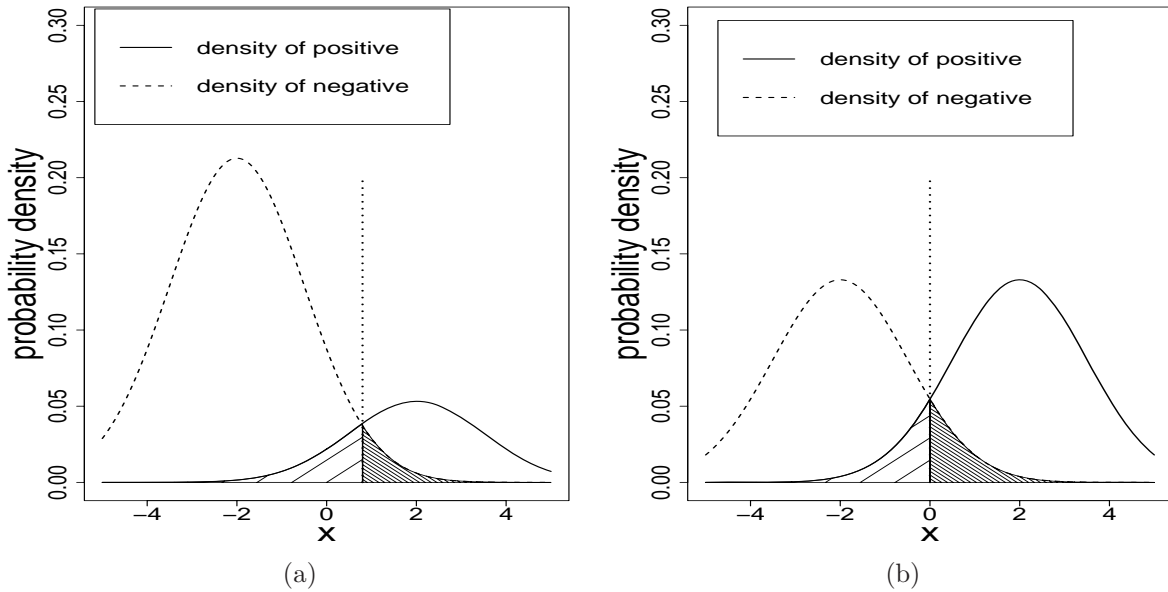 density of positive
density of negative
probability density
0.00
0.05
0.10
0.15
0.20
0.25
0.30
−4
−2
0
2
4
x
(a)
density of positive
density of negative
probability density
0.00
0.05
0.10
0.15
0.20
0.25
0.30
−4
−2
0
2
4
x
(b)